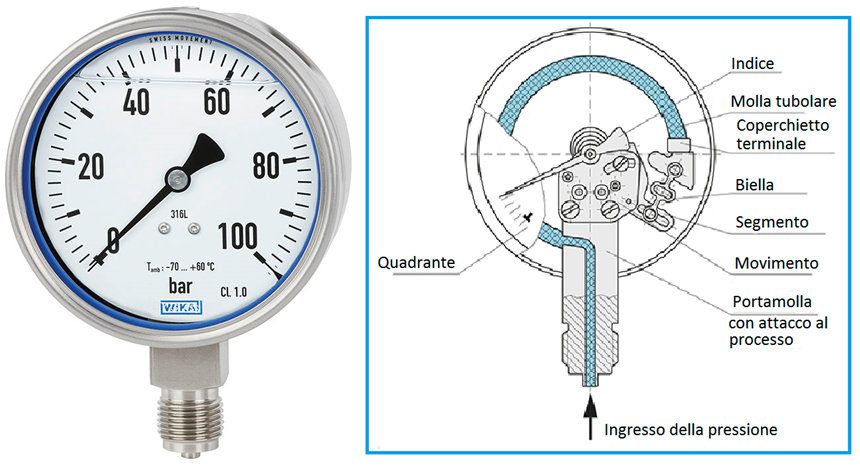 SWISS MOVEMENT
40 60
20 80
316L
0 100
Tamb : -70 ... +60 °C
bar CL 1.0
WIKA
Indice
Molla tubolare
Coperchietto
terminale
Biella
Segmento
Quadrante
Movimento
Portamolla
con attacco al
processo
Ingresso della pressione